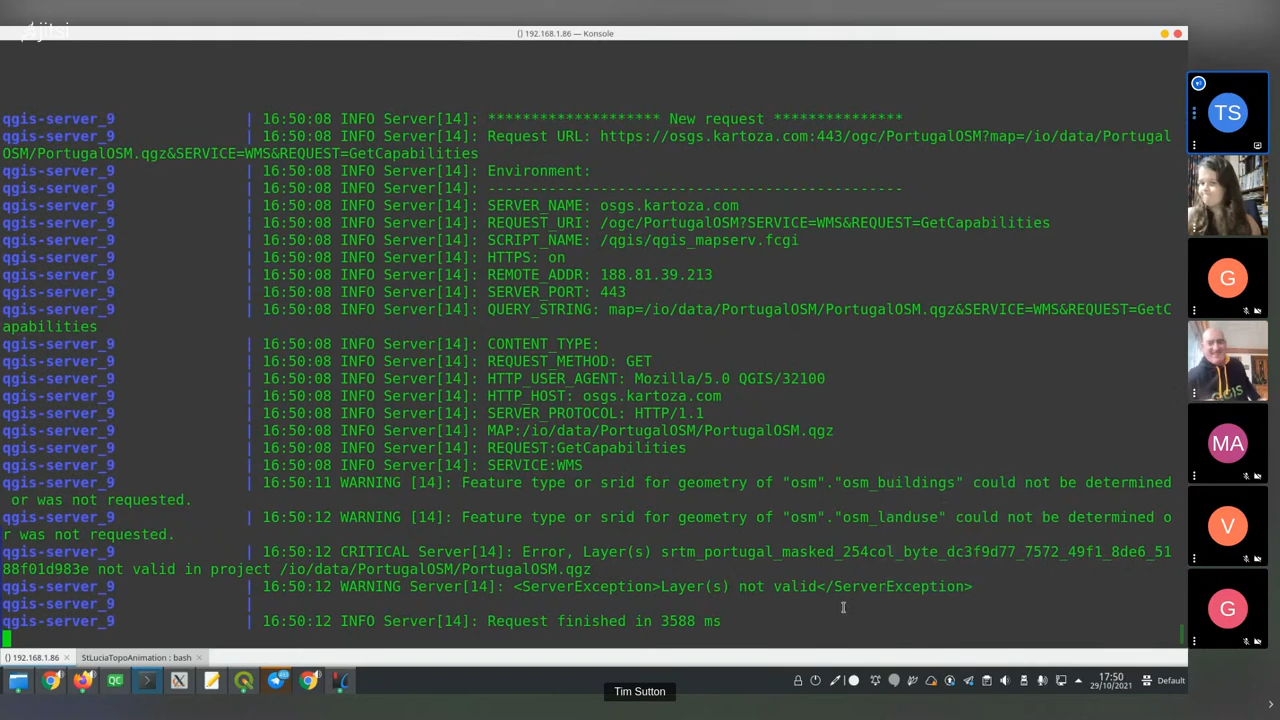 jitsi
() 192.168.1.86 — Konsole
qgis-server_9 | 16:50:08 INFO Server[14]: ******************** New request ***************
qgis-server_9 | 16:50:08 INFO Server[14]: Request URL: https://osgs.kartoza.com:443/ogc/PortugalOSM?map=/io/data/Portugal
OSM/PortugalOSM.qgz&SERVICE=WMS&REQUEST=GetCapabilities
qgis-server_9 | 16:50:08 INFO Server[14]: Environment:
qgis-server_9 | 16:50:08 INFO Server[14]: ------------------------------------------------
qgis-server_9 | 16:50:08 INFO Server[14]: SERVER_NAME: osgs.kartoza.com
qgis-server_9 | 16:50:08 INFO Server[14]: REQUEST_URI: /ogc/PortugalOSM?SERVICE=WMS&REQUEST=GetCapabilities
qgis-server_9 | 16:50:08 INFO Server[14]: SCRIPT_NAME: /qgis/qgis_mapserv.fcgi
qgis-server_9 | 16:50:08 INFO Server[14]: HTTPS: on
qgis-server_9 | 16:50:08 INFO Server[14]: REMOTE_ADDR: 188.81.39.213
qgis-server_9 | 16:50:08 INFO Server[14]: SERVER_PORT: 443
qgis-server_9 | 16:50:08 INFO Server[14]: QUERY_STRING: map=/io/data/PortugalOSM/PortugalOSM.qgz&SERVICE=WMS&REQUEST=GetC
apabilities
qgis-server_9 | 16:50:08 INFO Server[14]: CONTENT_TYPE:
qgis-server_9 | 16:50:08 INFO Server[14]: REQUEST_METHOD: GET
qgis-server_9 | 16:50:08 INFO Server[14]: HTTP_USER_AGENT: Mozilla/5.0 QGIS/32100
qgis-server_9 | 16:50:08 INFO Server[14]: HTTP_HOST: osgs.kartoza.com
qgis-server_9 | 16:50:08 INFO Server[14]: SERVER_PROTOCOL: HTTP/1.1
qgis-server_9 | 16:50:08 INFO Server[14]: MAP:/io/data/PortugalOSM/PortugalOSM.qgz
qgis-server_9 | 16:50:08 INFO Server[14]: REQUEST:GetCapabilities
qgis-server_9 | 16:50:08 INFO Server[14]: SERVICE:WMS
qgis-server_9 | 16:50:11 WARNING [14]: Feature type or srid for geometry of "osm"."osm_buildings" could not be determined
or was not requested.
qgis-server_9 | 16:50:12 WARNING [14]: Feature type or srid for geometry of "osm"."osm_landuse" could not be determined o
r was not requested.
qgis-server_9 | 16:50:12 CRITICAL Server[14]: Error, Layer(s) srtm_portugal_masked_254col_byte_dc3f9d77_7572_49f1_8de6_51
88f01d983e not valid in project /io/data/PortugalOSM/PortugalOSM.qgz
qgis-server_9 | 16:50:12 WARNING Server[14]: <ServerException>Layer(s) not valid</ServerException>
qgis-server_9 |
qgis-server_9 | 16:50:12 INFO Server[14]: Request finished in 3588 ms
() 192.168.1.86
StLuciaTopoAnimation : bash
QC
17:50
29/10/2021
Default
Tim Sutton
TS
G
QGIS
MA
V
G